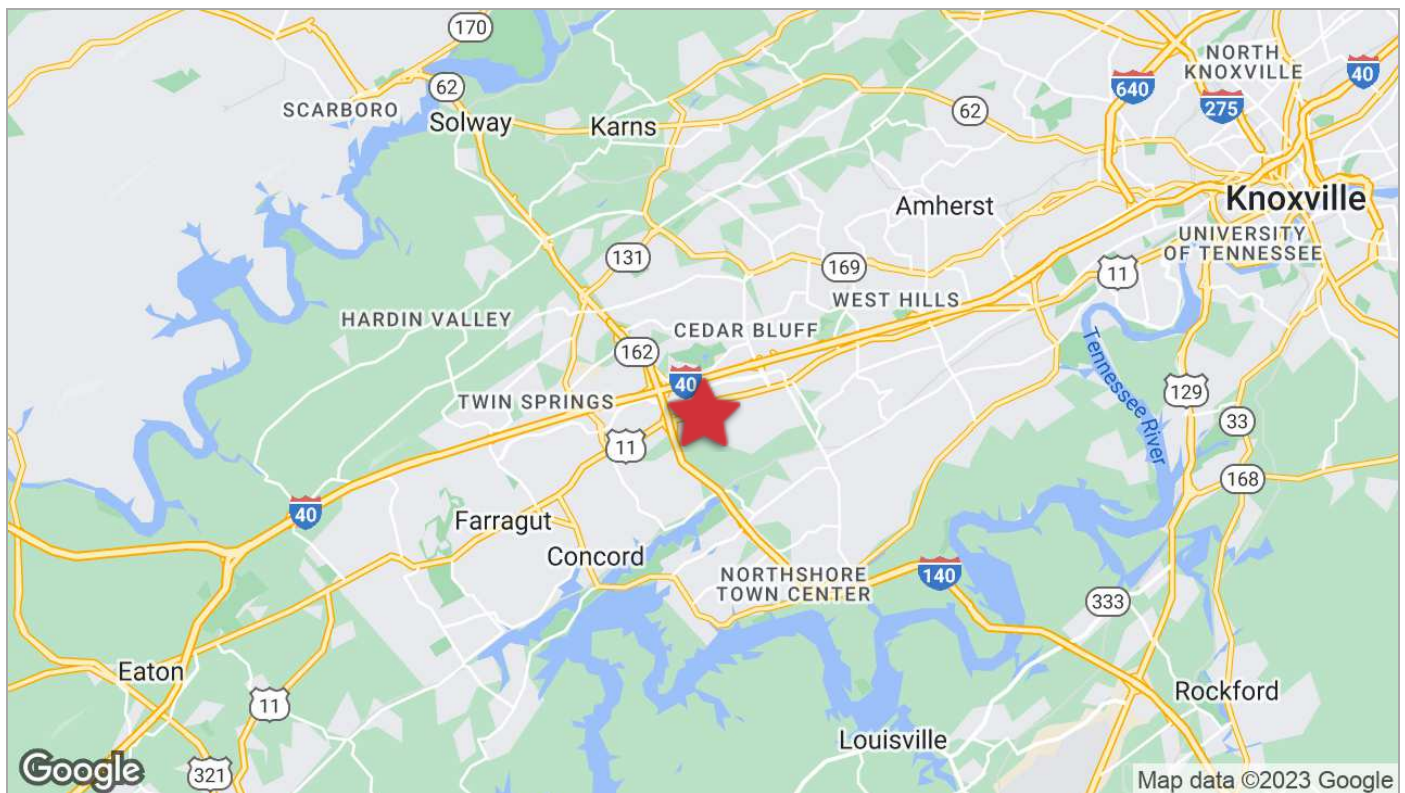 170
NORTH
KNOXVILLE
40
640
275
62
SCARBORO
Solway
Karns
62
Amherst
Knoxville
UNIVERSITY
OF TENNESSEE
131
169
11
WEST HILLS
HARDIN VALLEY
CEDAR BLUFF
162
40
Tennessee River
129
TWIN SPRINGS
33
11
168
40
Farragut
Concord
NORTHSHORE
TOWN CENTER
140
333
Eaton
11
Rockford
Louisville
321
Google
Map data ©2023 Google